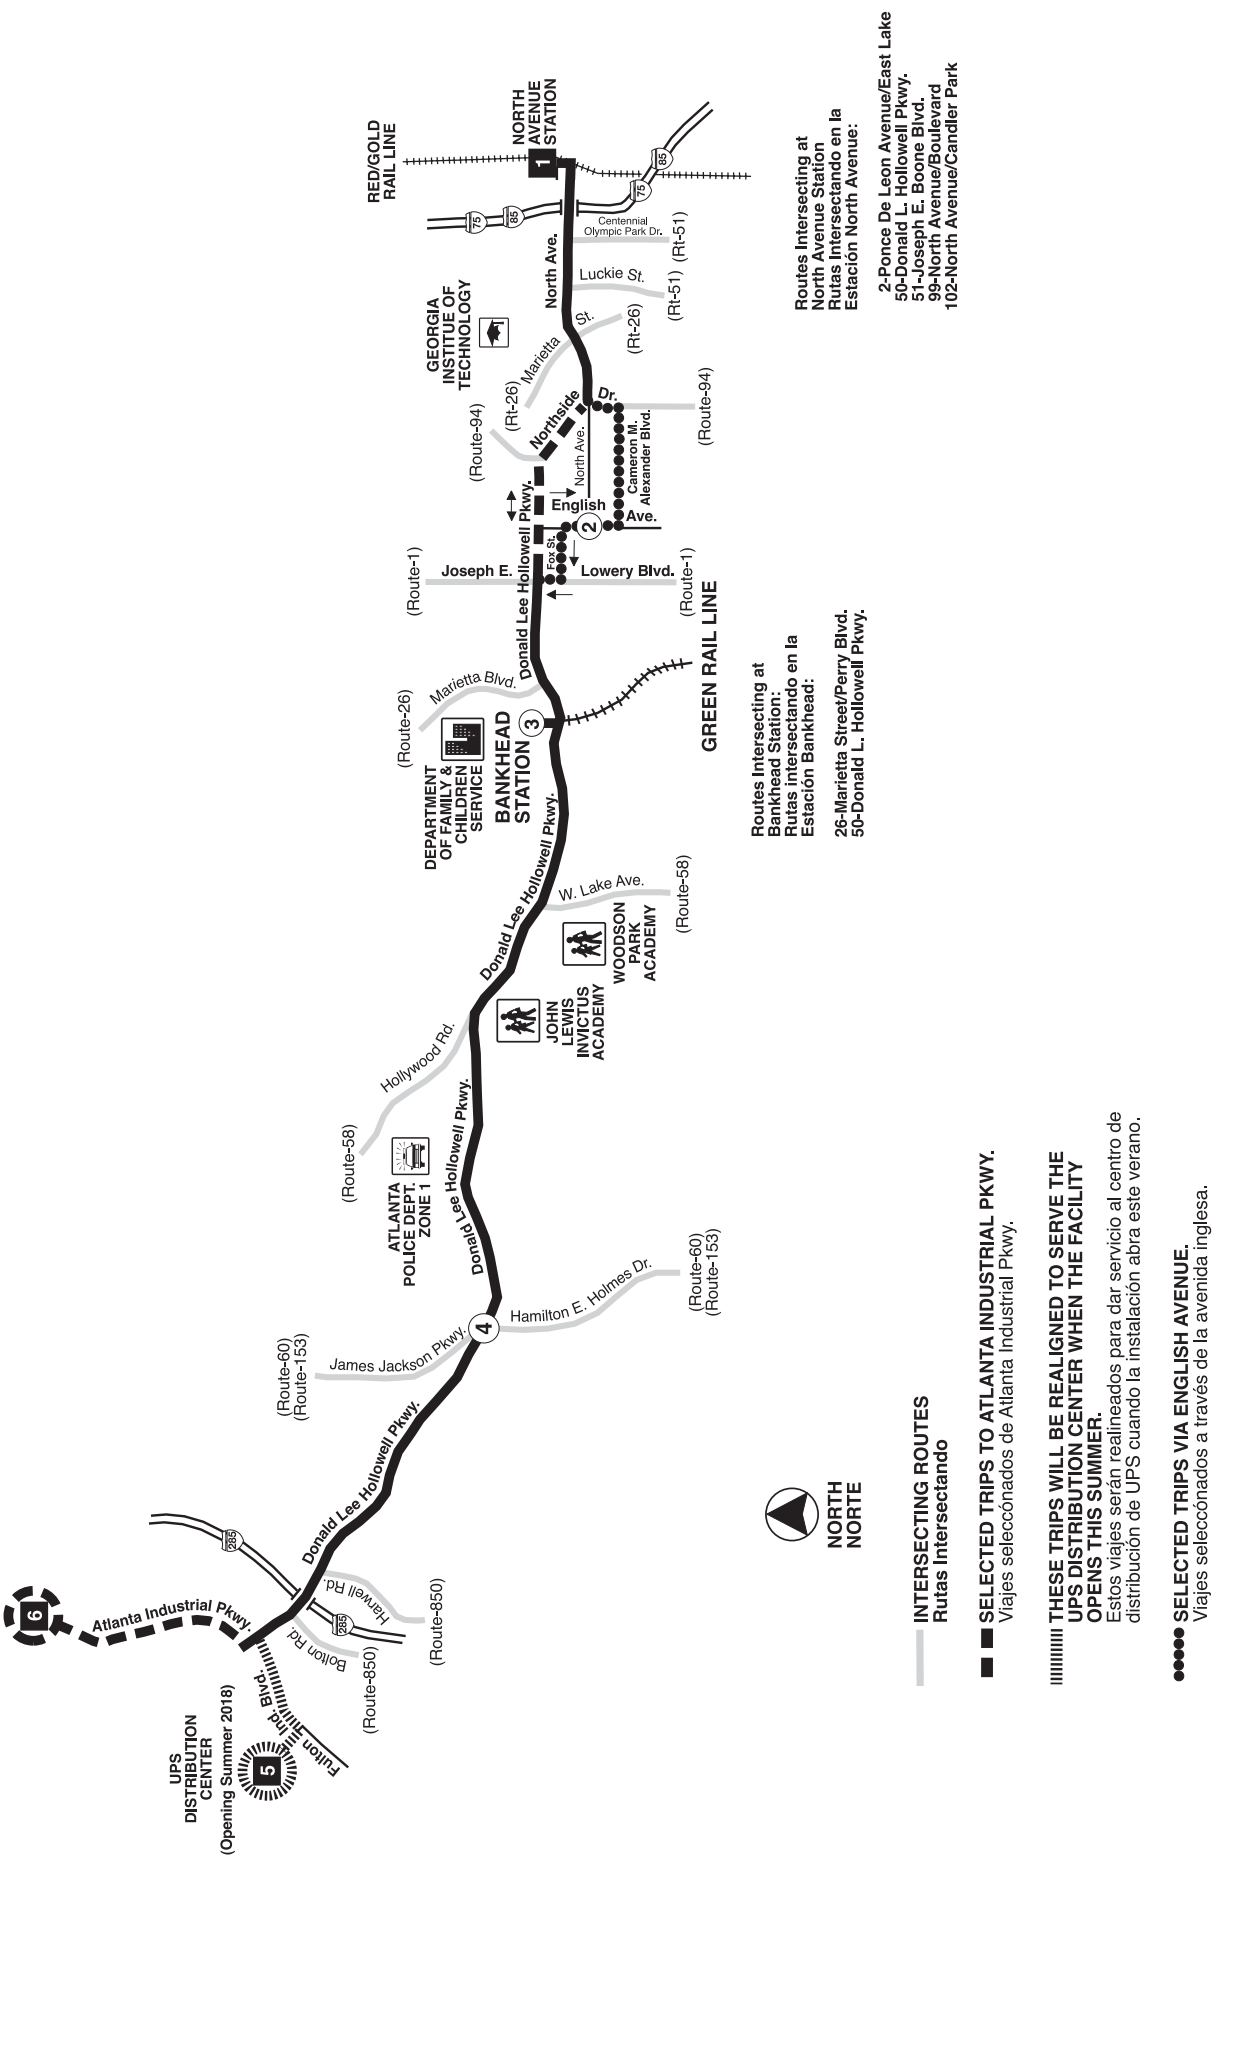 6
Atlanta Industrial Pkwy.
UPS
DISTRIBUTION
CENTER
(Opening Summer 2018)
5
Fulton
Ind. Blvd.
Bolton Rd.
(Route-850)
285
285
Harwell Rd.
(Route-850)
Donald Lee Hollowell Pkwy.
(Route-60)
(Route-153)
James Jackson Pkwy.
4
Hamilton E. Holmes Dr.
(Route-60)
(Route-153)
Donald Lee Hollowell Pkwy.
ATLANTA
POLICE DEPT.
ZONE 1
(Route-58)
Hollywood Rd.
JOHN
LEWIS
INVICTUS
ACADEMY
Donald Lee Hollowell Pkwy.
WOODSON
PARK
ACADEMY
W. Lake Ave.
(Route-58)
DEPARTMENT
OF FAMILY &
CHILDREN
SERVICE
BANKHEAD
STATION
3
(Route-26)
Marietta Blvd.
GREEN RAIL LINE
Donald Lee Hollowell Pkwy.
(Route-1)
Joseph E.
Lowery Blvd.
(Route-1)
Fox St.
English
Ave.
2
North Ave.
Cameron M.
Alexander Blvd.
(Route-94)
Northside
Dr.
(Route-94)
(Rt-26)
Marietta
St.
(Rt-26)
GEORGIA
INSTITUE OF
TECHNOLOGY
Luckie St.
(Rt-51)
North Ave.
Centennial
Olympic Park Dr.
(Rt-51)
75
85
75
85
RED/GOLD
RAIL LINE
NORTH
AVENUE
STATION
1
Routes Intersecting at
Bankhead Station:
Rutas intersectando en la
Estación Bankhead:
26-Marietta Street/Perry Blvd.
50-Donald L. Hollowell Pkwy.
Routes Intersecting at
North Avenue Station
Rutas Intersectando en la
Estación North Avenue:
2-Ponce De Leon Avenue/East Lake
50-Donald L. Hollowell Pkwy.
51-Joseph E. Boone Blvd.
99-North Avenue/Boulevard
102-North Avenue/Candler Park
NORTH
NORTE
INTERSECTING ROUTES
Rutas Intersectando
SELECTED TRIPS TO ATLANTA INDUSTRIAL PKWY.
Viajes seleccónados de Atlanta Industrial Pkwy.
THESE TRIPS WILL BE REALIGNED TO SERVE THE
UPS DISTRIBUTION CENTER WHEN THE FACILITY
OPENS THIS SUMMER.
Estos viajes serán realineados para dar servicio al centro de
distribución de UPS cuando la instalación abra este verano.
SELECTED TRIPS VIA ENGLISH AVENUE.
Viajes seleccónados a través de la avenida inglesa.